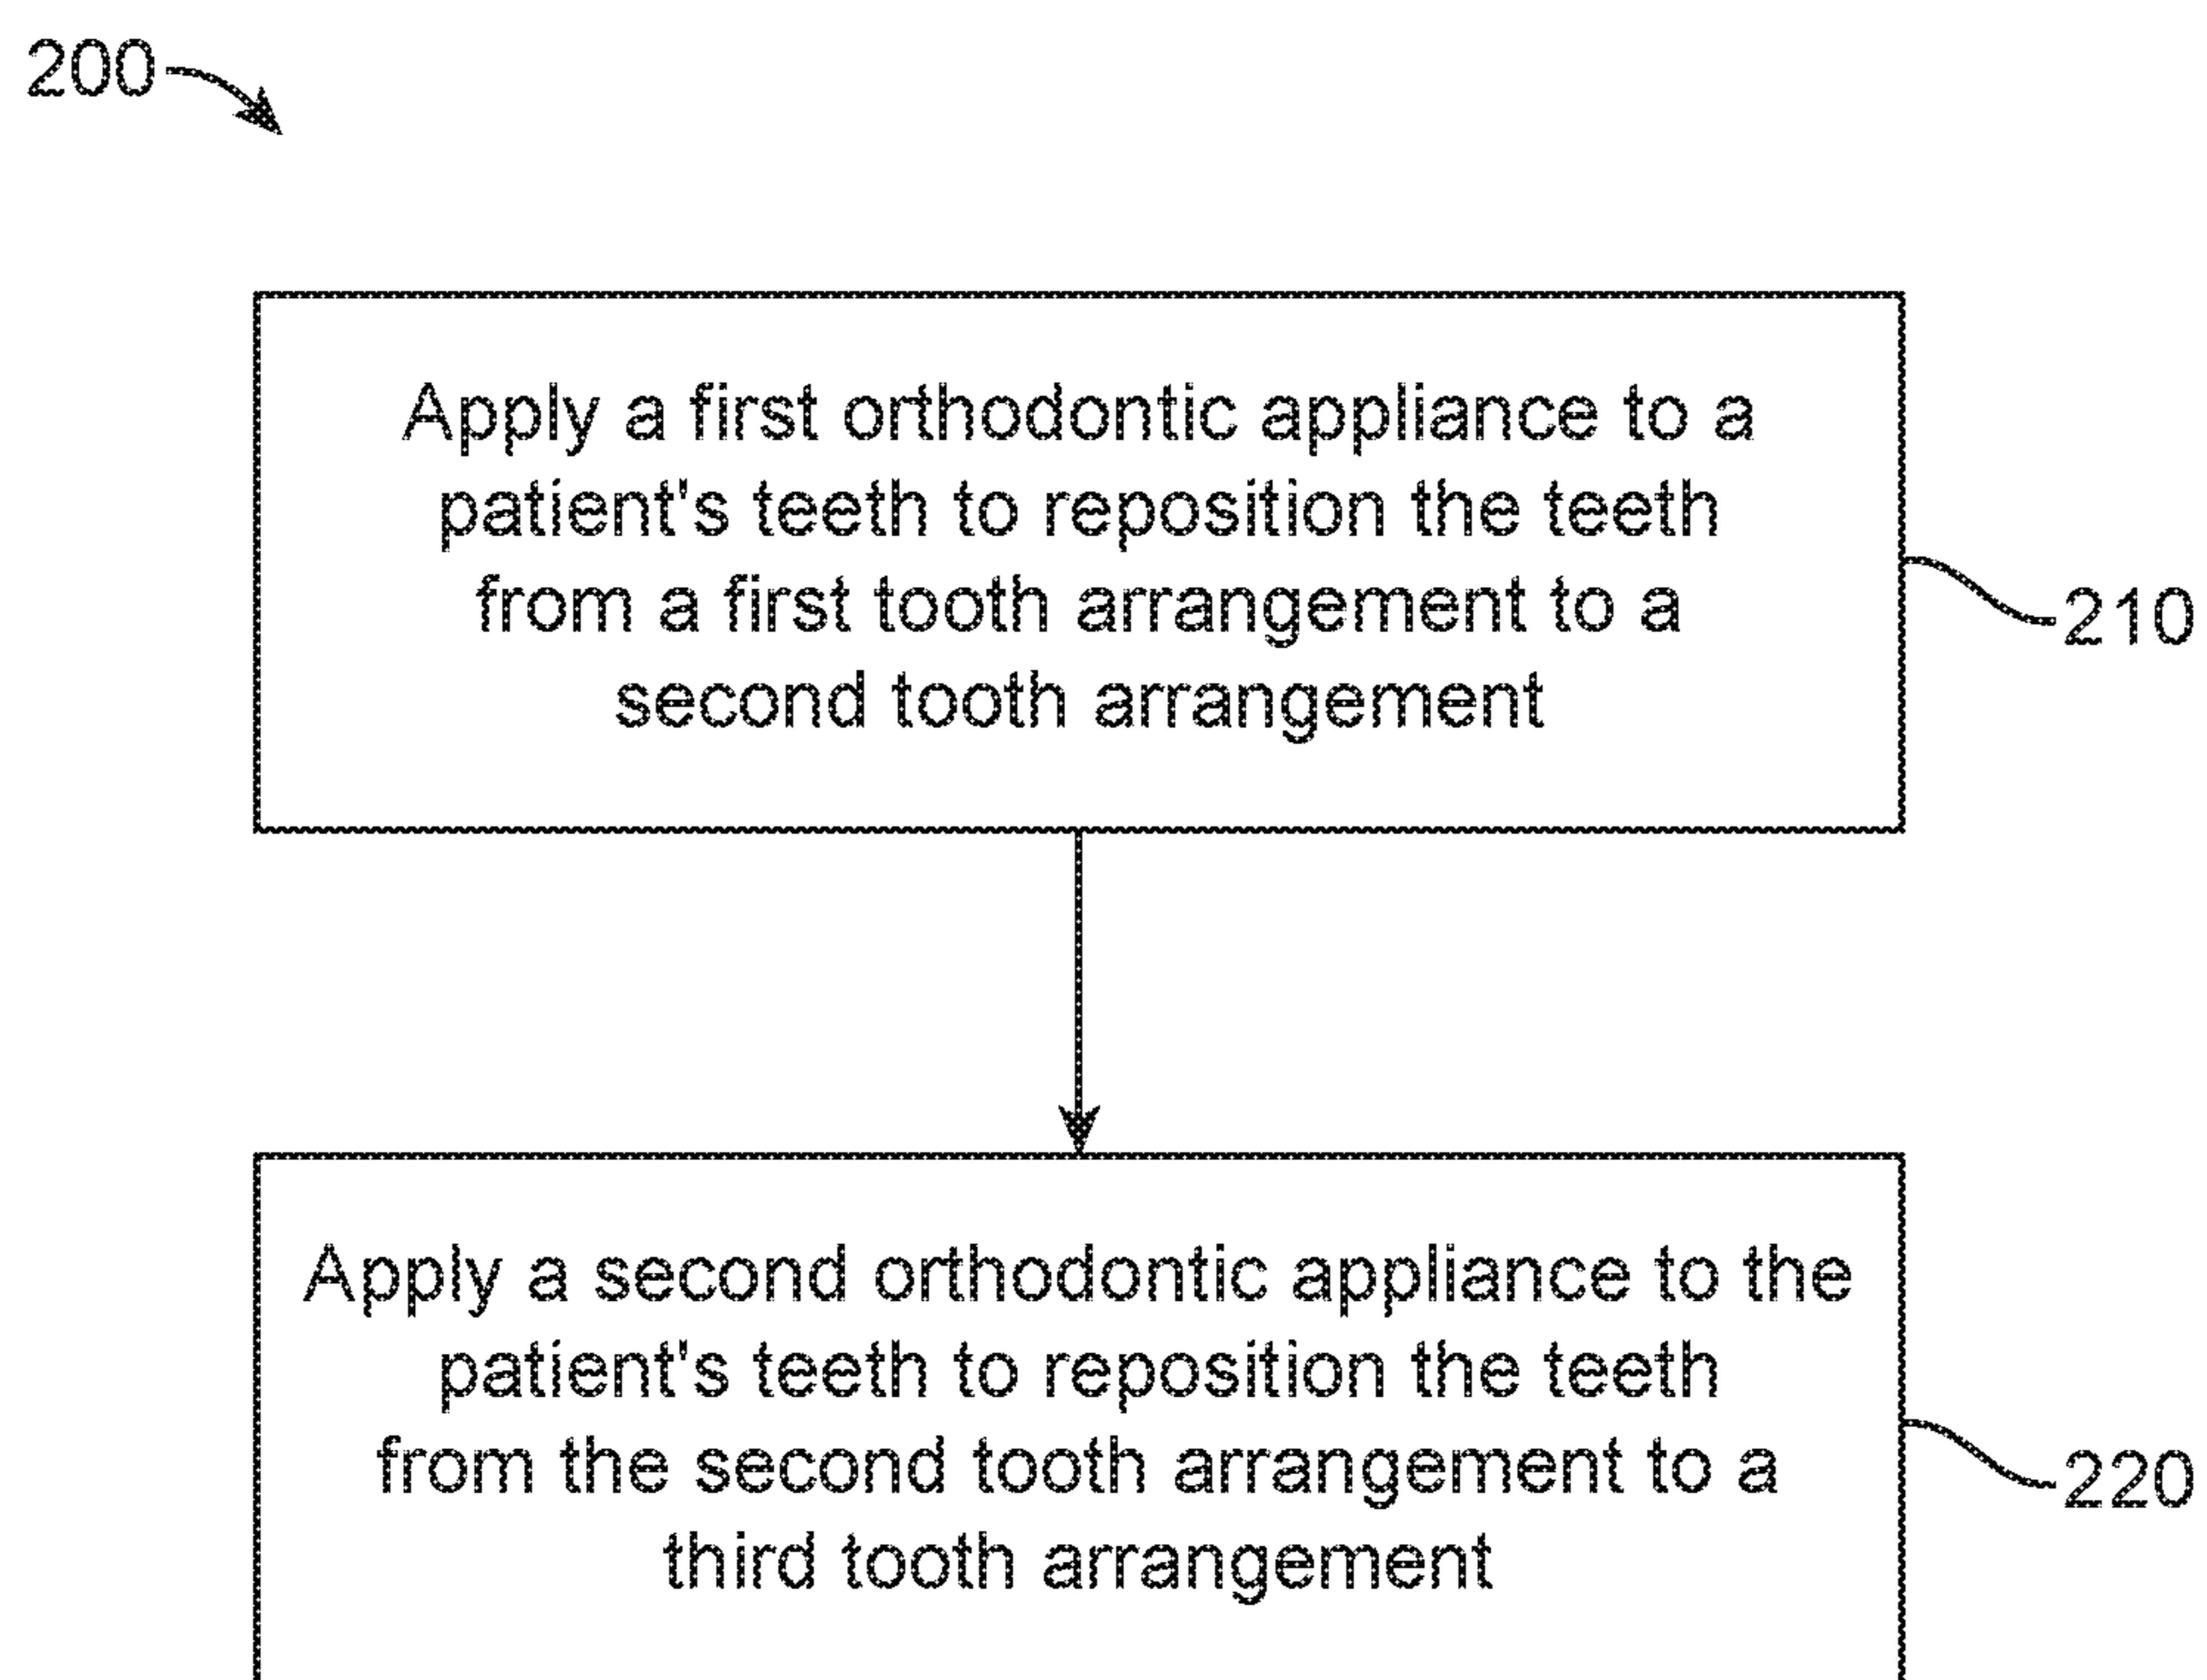 200
Apply a first orthodontic appliance to a
patient's teeth to reposition the teeth
from a first tooth arrangement to a
second tooth arrangement
210
Apply a second orthodontic appliance to the
patient's teeth to reposition the teeth
from the second tooth arrangement to a
third tooth arrangement
220